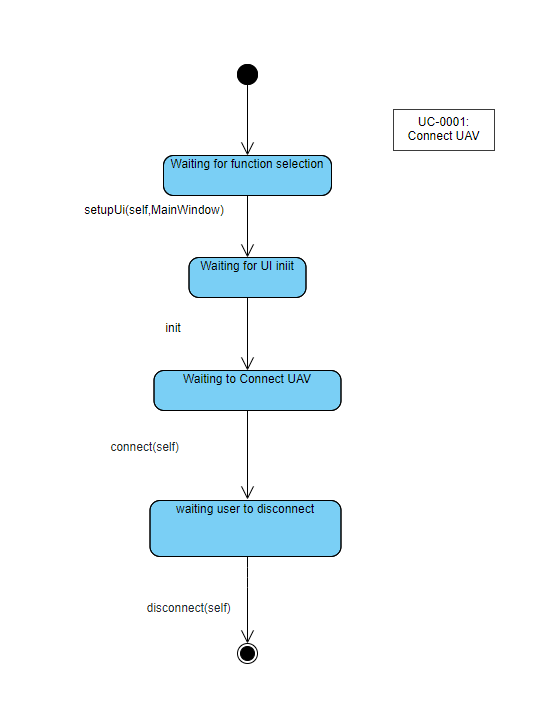 UC-0001:
Connect UAV
Waiting for function selection
setupUi(self,MainWindow)
Waiting for UI iniit
init
Waiting to Connect UAV
connect(self)
waiting user to disconnect
disconnect(self)